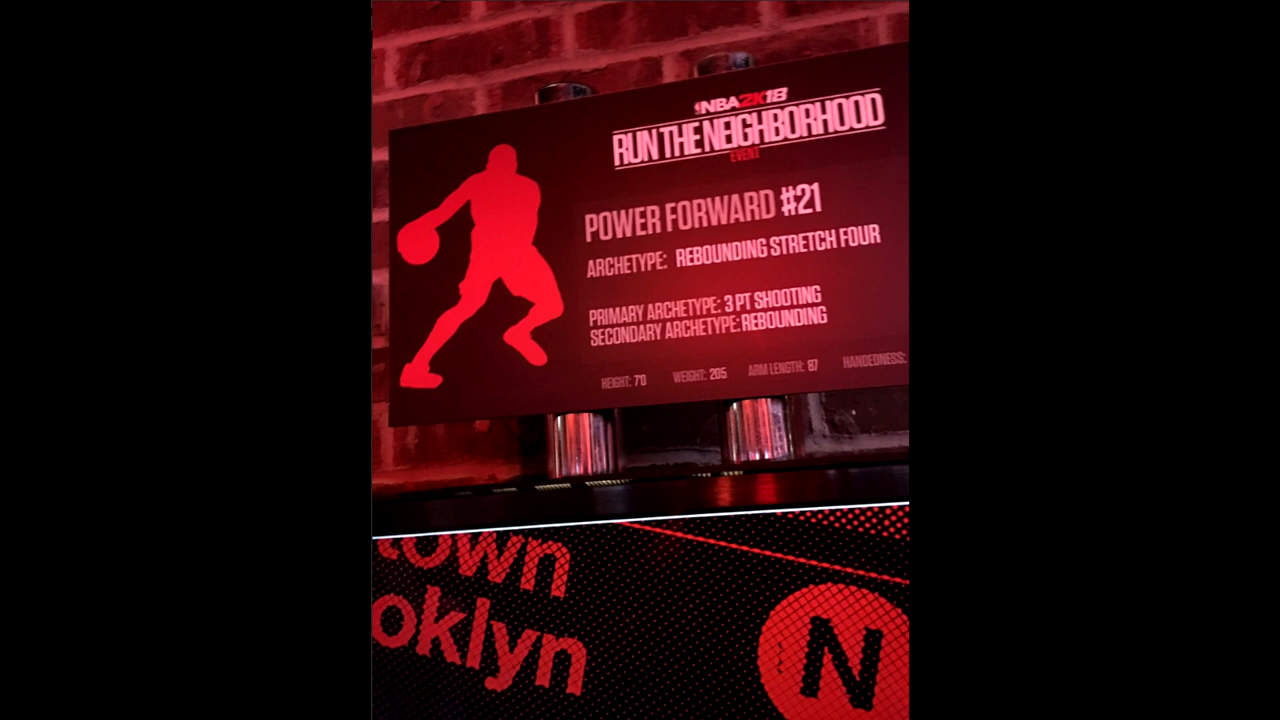 NBA2K18
RUN THE NEIGHBORHOOD
EVENT
POWER FORWARD #21
ARCHETYPE: REBOUNDING STRETCH FOUR
PRIMARY ARCHETYPE: 3 PT SHOOTING
SECONDARY ARCHETYPE: REBOUNDING
HEIGHT: 7'0 WEIGHT: 205 ARM LENGTH: 87 HANDEDNESS:
town
oklyn
N